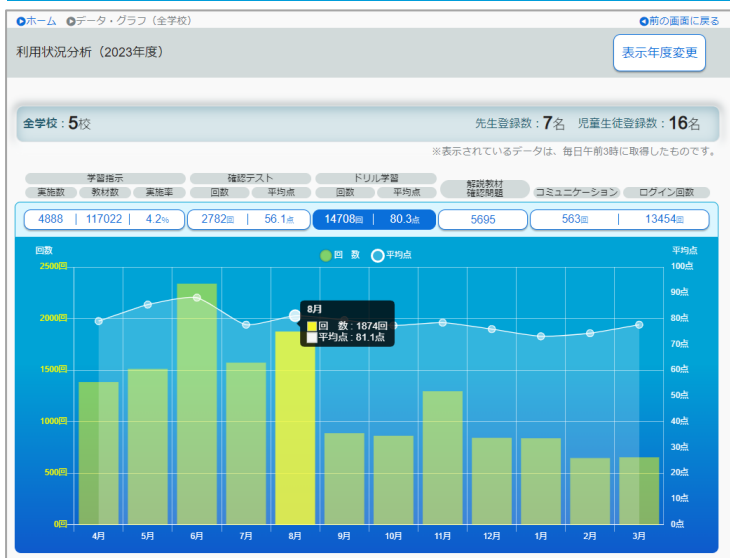 ホーム データ・グラフ（全学校） 前の画面に戻る
利用状況分析（2023年度） 表示年度変更
全学校：5校 先生登録数：7名 児童生徒登録数：16名
※表示されているデータは、毎日午前3時に取得したものです。
学習指示 確認テスト ドリル学習 解説教材 確認問題 コミュニケーション ログイン回数
実施数 教材数 実施率 回数 平均点 回数 平均点
4888 | 117022 | 4.2% 2782回 | 56.1点 14708回 | 80.3点 5695 563回 | 13454回
回数 回 数 平均点 平均点
2500回 100点
90点
2000回 80点
70点
1500回 60点
50点
1000回 40点
30点
500回 20点
10点
0回 0点
8月
回 数：1874回
平均点：81.1点
4月 5月 6月 7月 8月 9月 10月 11月 12月 1月 2月 3月